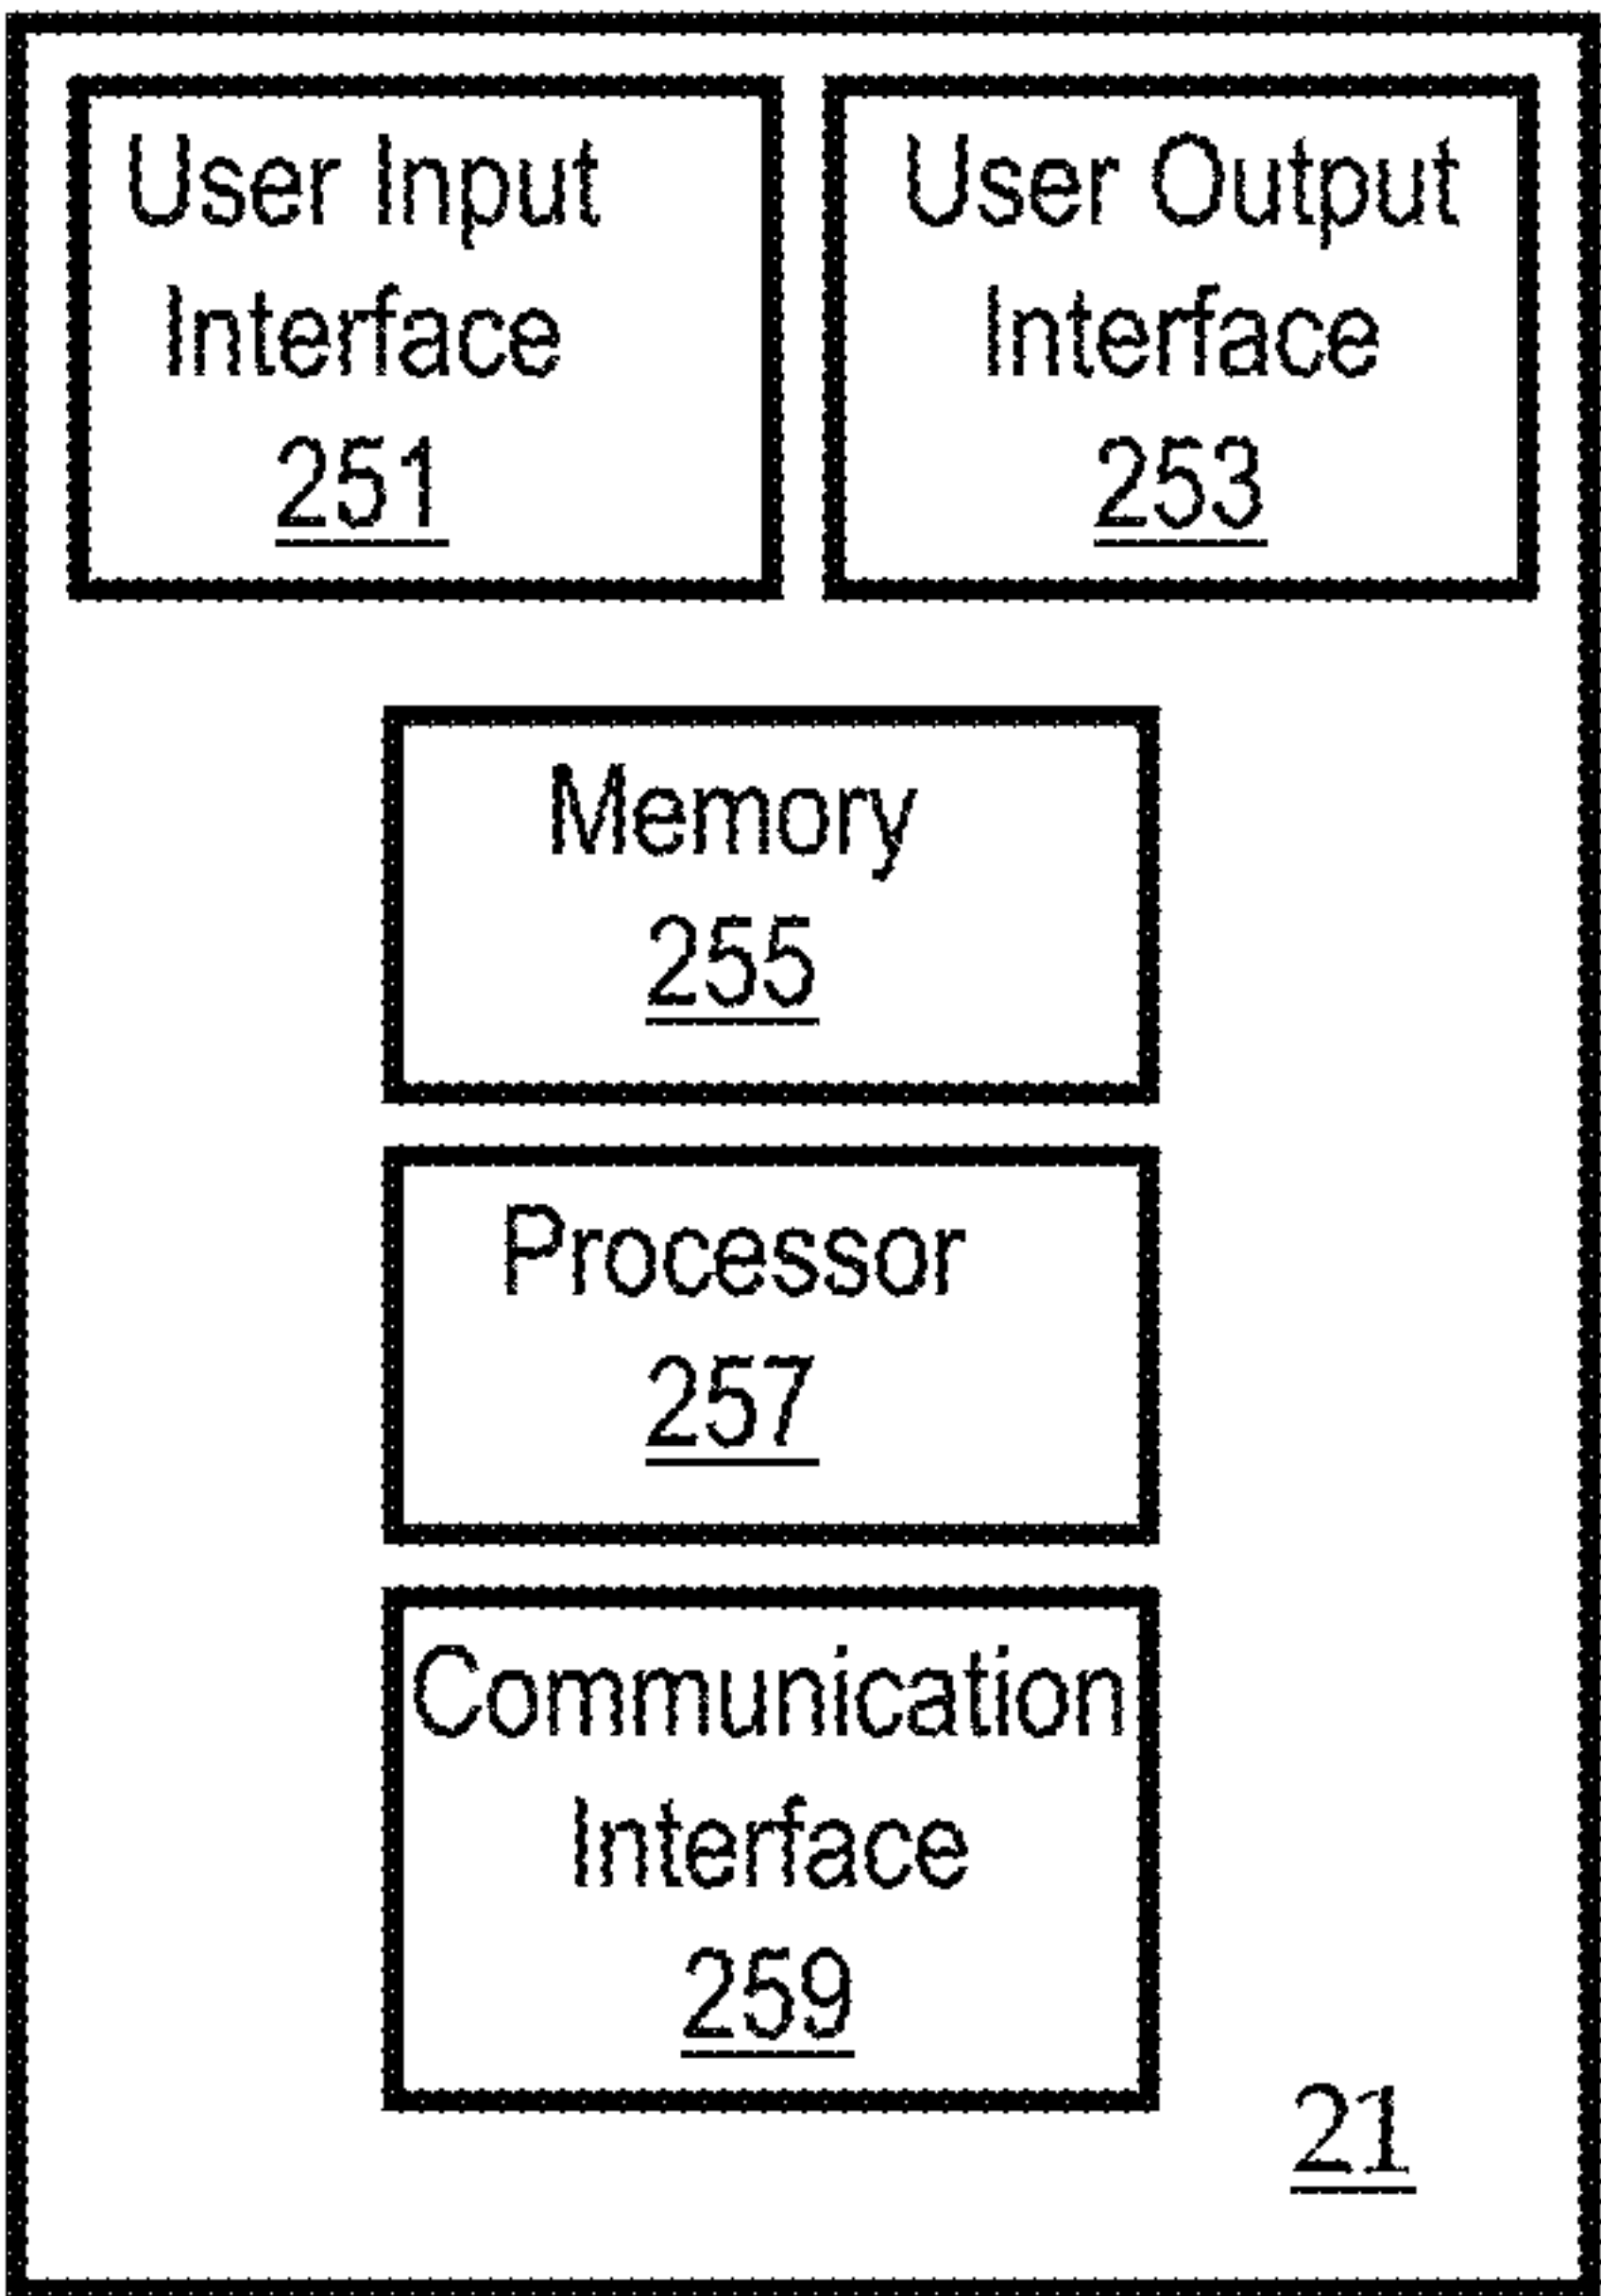 User Input
Interface
251
User Output
Interface
253
Memory
255
Processor
257
Communication
Interface
259
21